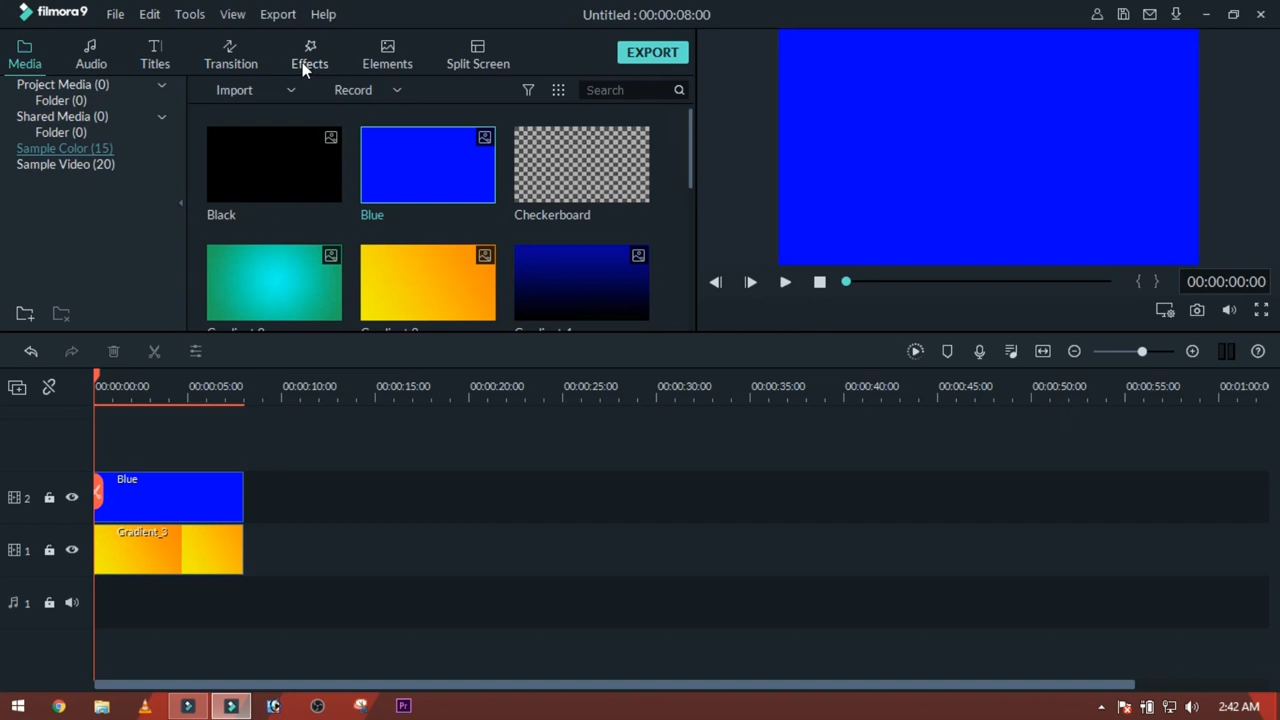 filmora9 File Edit Tools View Export Help Untitled : 00:00:08:00
Media Audio Titles Transition Effects Elements Split Screen EXPORT
Project Media (0)
Folder (0)
Shared Media (0)
Folder (0)
Sample Color (15)
Sample Video (20)
Import Record Search
Black Blue Checkerboard
00:00:00:00
00:00:00:00 00:00:05:00 00:00:10:00 00:00:15:00 00:00:20:00 00:00:25:00 00:00:30:00 00:00:35:00 00:00:40:00 00:00:45:00 00:00:50:00 00:00:55:00 00:01:00:0
Blue
2
Gradient_3
1
1
Pr 2:42 AM